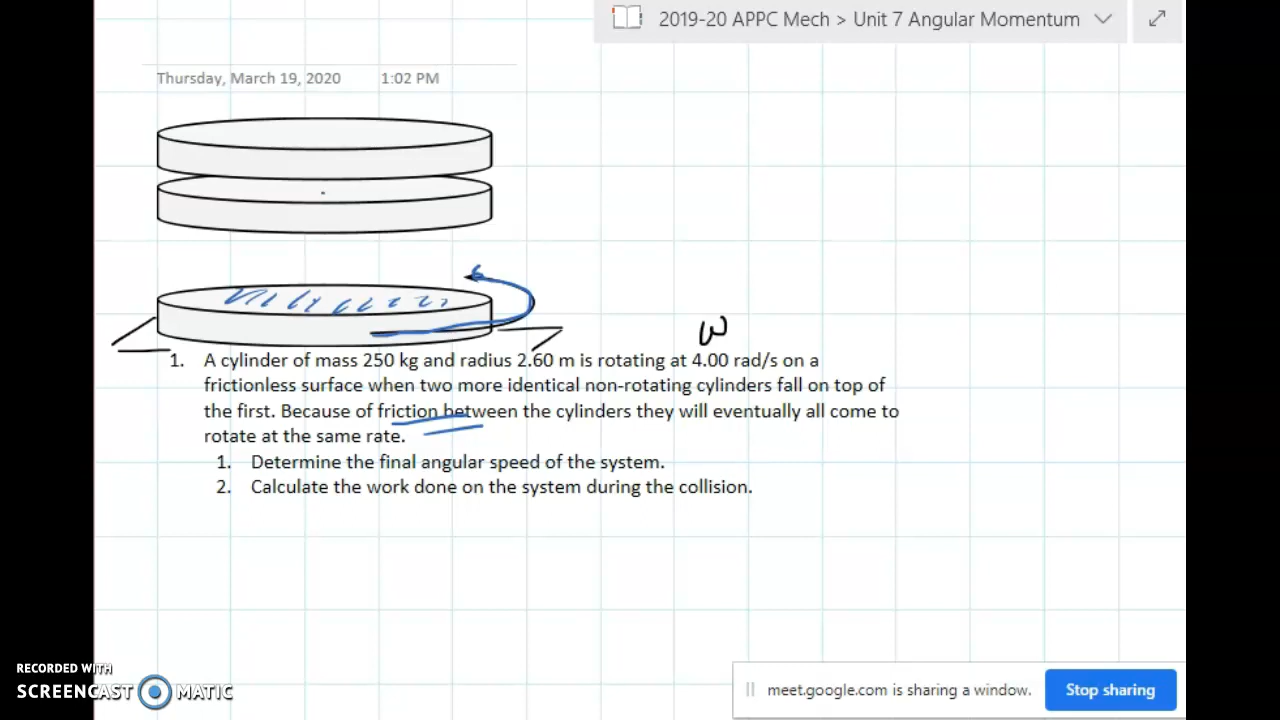 2019-20 APPC Mech > Unit 7 Angular Momentum
Thursday, March 19, 2020 1:02 PM
ω
1. A cylinder of mass 250 kg and radius 2.60 m is rotating at 4.00 rad/s on a
frictionless surface when two more identical non-rotating cylinders fall on top of
the first. Because of friction between the cylinders they will eventually all come to
rotate at the same rate.
1. Determine the final angular speed of the system.
2. Calculate the work done on the system during the collision.
RECORDED WITH
SCREENCAST MATIC
meet.google.com is sharing a window.
Stop sharing